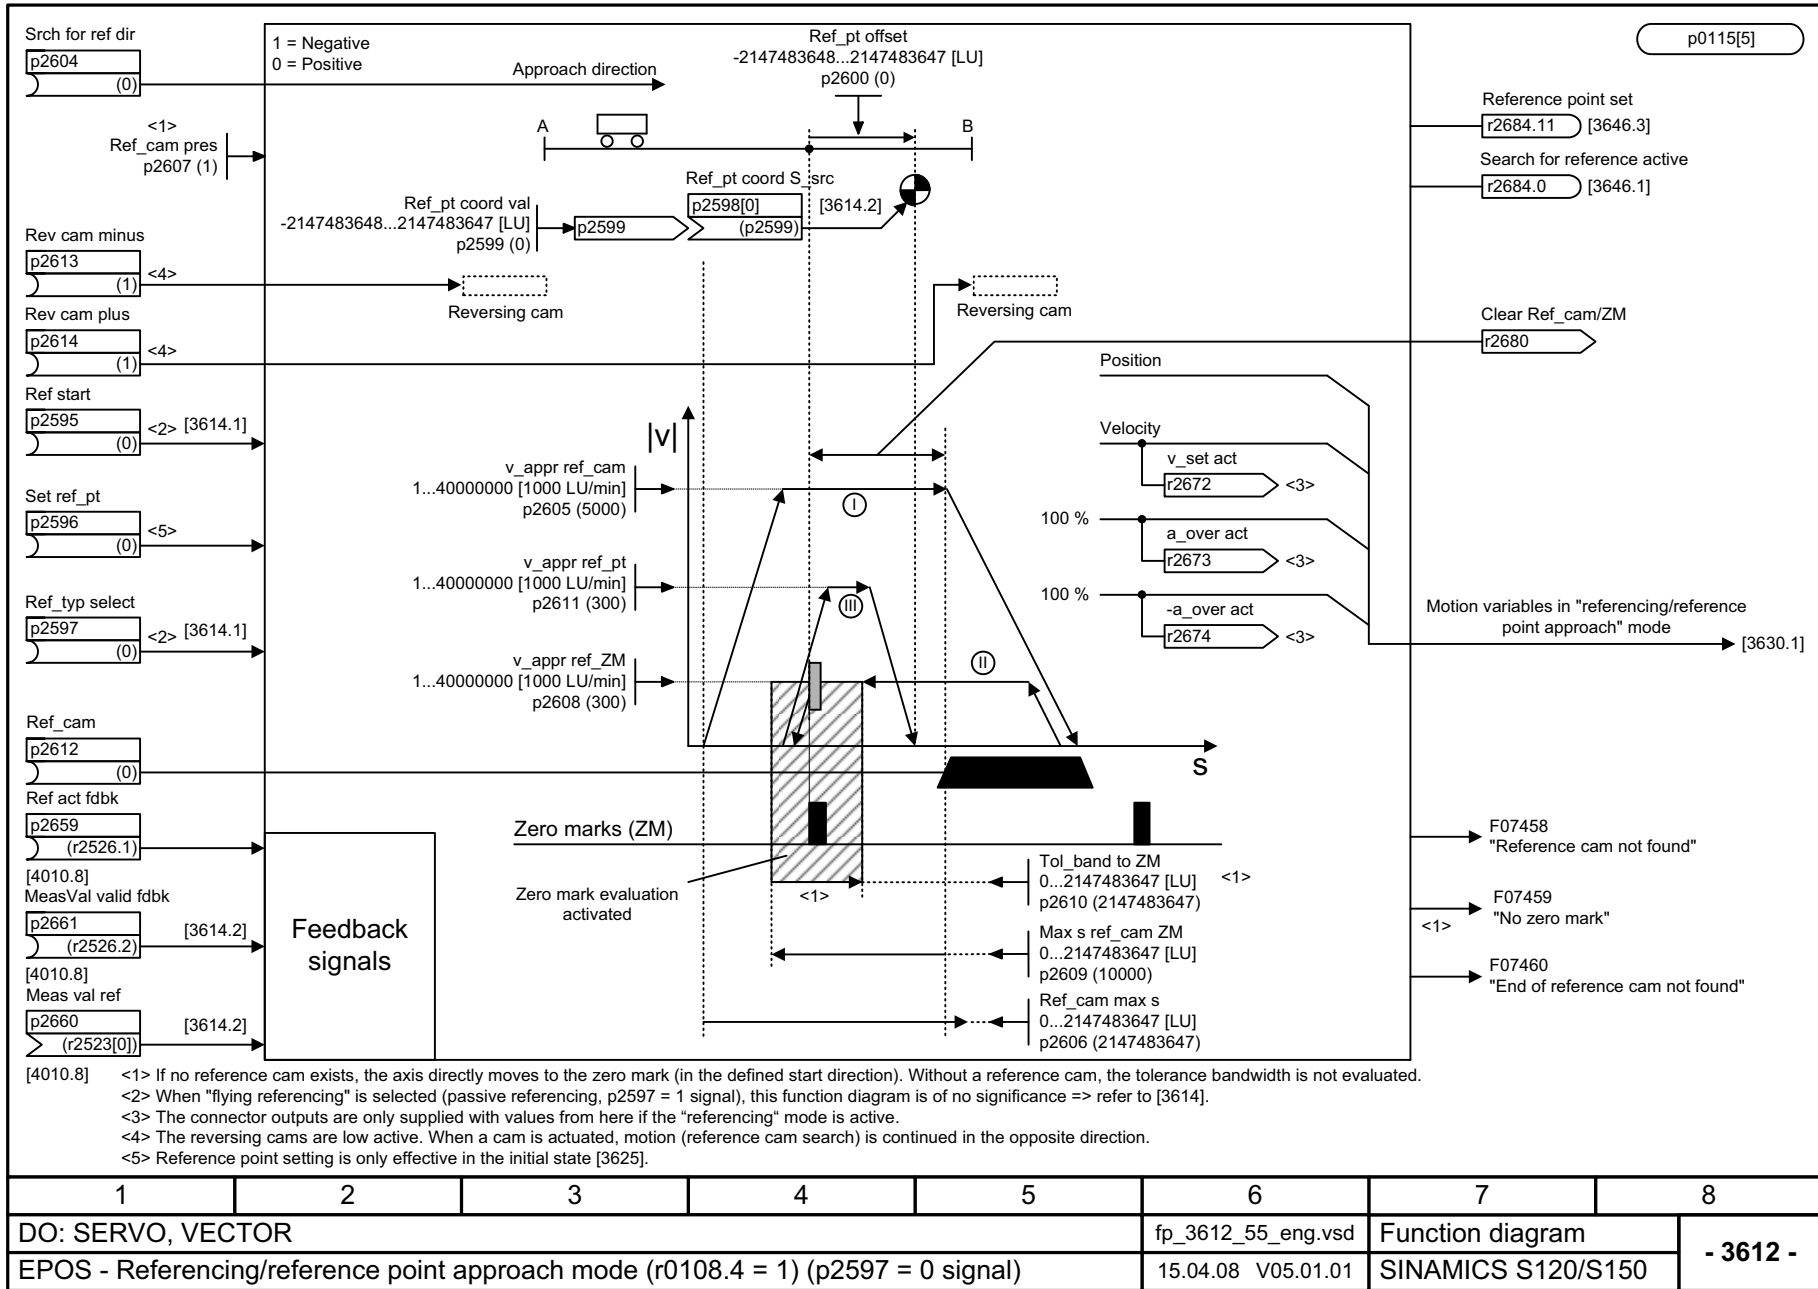 Srch for ref dir
p2604
(0)
<1>
Ref_cam pres
p2607 (1)
Rev cam minus
p2613
(1)
<4>
Rev cam plus
p2614
(1)
<4>
Ref start
p2595
(0)
<2> [3614.1]
Set ref_pt
p2596
(0)
<5>
Ref_typ select
p2597
(0)
<2> [3614.1]
Ref_cam
p2612
(0)
Ref act fdbk
p2659
(r2526.1)
[4010.8]
MeasVal valid fdbk
p2661
(r2526.2)
[3614.2]
[4010.8]
Meas val ref
p2660
(r2523[0])
[3614.2]
[4010.8]
1 = Negative
0 = Positive
Approach direction
Ref_pt offset
-2147483648...2147483647 [LU]
p2600 (0)
A
B
Ref_pt coord val
-2147483648...2147483647 [LU]
p2599 (0)
p2599
Ref_pt coord S_src
p2598[0]
(p2599)
[3614.2]
Reversing cam
Reversing cam
|v|
v_appr ref_cam
1...40000000 [1000 LU/min]
p2605 (5000)
I
v_appr ref_pt
1...40000000 [1000 LU/min]
p2611 (300)
III
v_appr ref_ZM
1...40000000 [1000 LU/min]
p2608 (300)
II
s
Zero marks (ZM)
Zero mark evaluation
activated
<1>
Tol_band to ZM
0...2147483647 [LU]
p2610 (2147483647)
<1>
Max s ref_cam ZM
0...2147483647 [LU]
p2609 (10000)
Ref_cam max s
0...2147483647 [LU]
p2606 (2147483647)
Feedback
signals
Position
Velocity
v_set act
r2672
<3>
100 %
a_over act
r2673
<3>
100 %
-a_over act
r2674
<3>
p0115[5]
Reference point set
r2684.11
[3646.3]
Search for reference active
r2684.0
[3646.1]
Clear Ref_cam/ZM
r2680
Motion variables in "referencing/reference
point approach" mode
[3630.1]
F07458
"Reference cam not found"
F07459
"No zero mark"
<1>
F07460
"End of reference cam not found"
<1> If no reference cam exists, the axis directly moves to the zero mark (in the defined start direction). Without a reference cam, the tolerance bandwidth is not evaluated.
<2> When "flying referencing" is selected (passive referencing, p2597 = 1 signal), this function diagram is of no significance => refer to [3614].
<3> The connector outputs are only supplied with values from here if the “referencing“ mode is active.
<4> The reversing cams are low active. When a cam is actuated, motion (reference cam search) is continued in the opposite direction.
<5> Reference point setting is only effective in the initial state [3625].
1 2 3 4 5 6 7 8
DO: SERVO, VECTOR
fp_3612_55_eng.vsd
Function diagram
- 3612 -
EPOS - Referencing/reference point approach mode (r0108.4 = 1) (p2597 = 0 signal)
15.04.08 V05.01.01
SINAMICS S120/S150